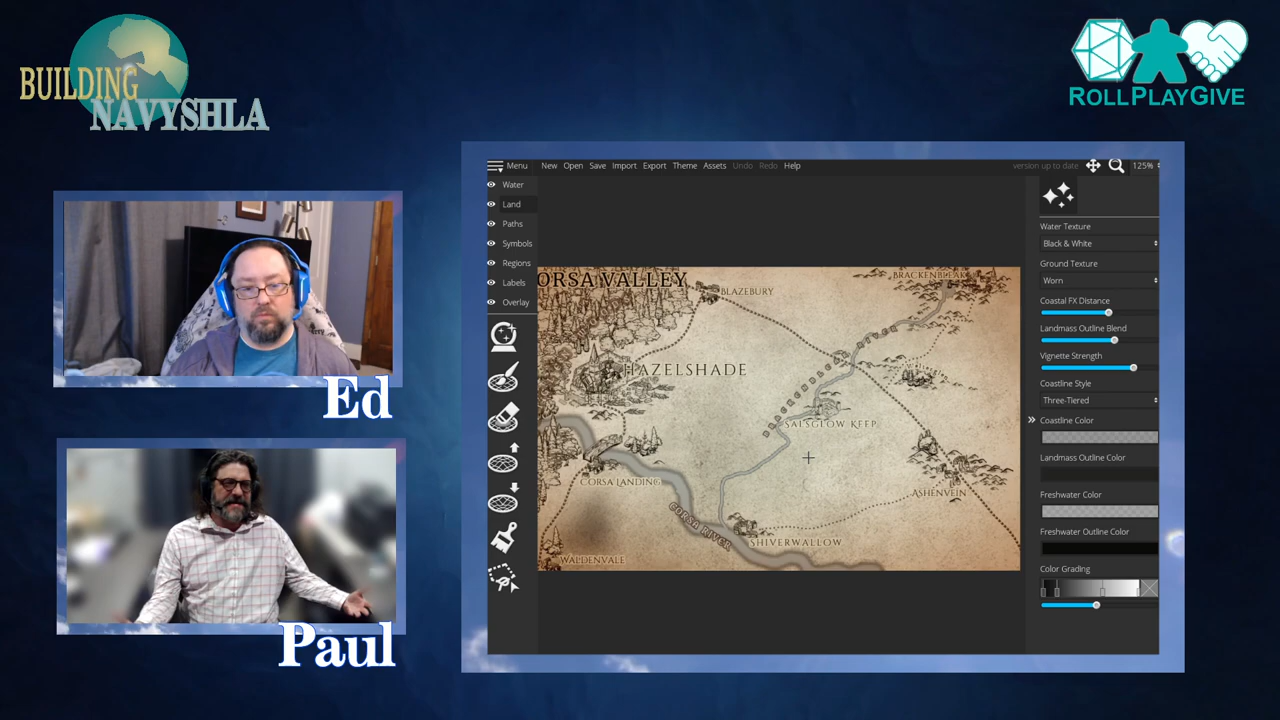 BUILDING
NAVYSHLA
ROLLPLAYGIVE
Menu New Open Save Import Export Theme Assets Undo Redo Help version up to date 125%
Water
Land
Paths
Symbols
Regions
Labels
Overlay
Water Texture
Black & White
Ground Texture
Worn
Coastal FX Distance
Landmass Outline Blend
Vignette Strength
Coastline Style
Three-Tiered
Coastline Color
Landmass Outline Color
Freshwater Color
Freshwater Outline Color
Color Grading
ORSA VALLEY
BLAZEBURY
BRACKENBLEAK
HAZELSHADE
SALSGLOW KEEP
CORSA LANDING
ASHENVEIN
CORSA RIVER
SHIVERWALLOW
WALDENVALE
Ed
Paul